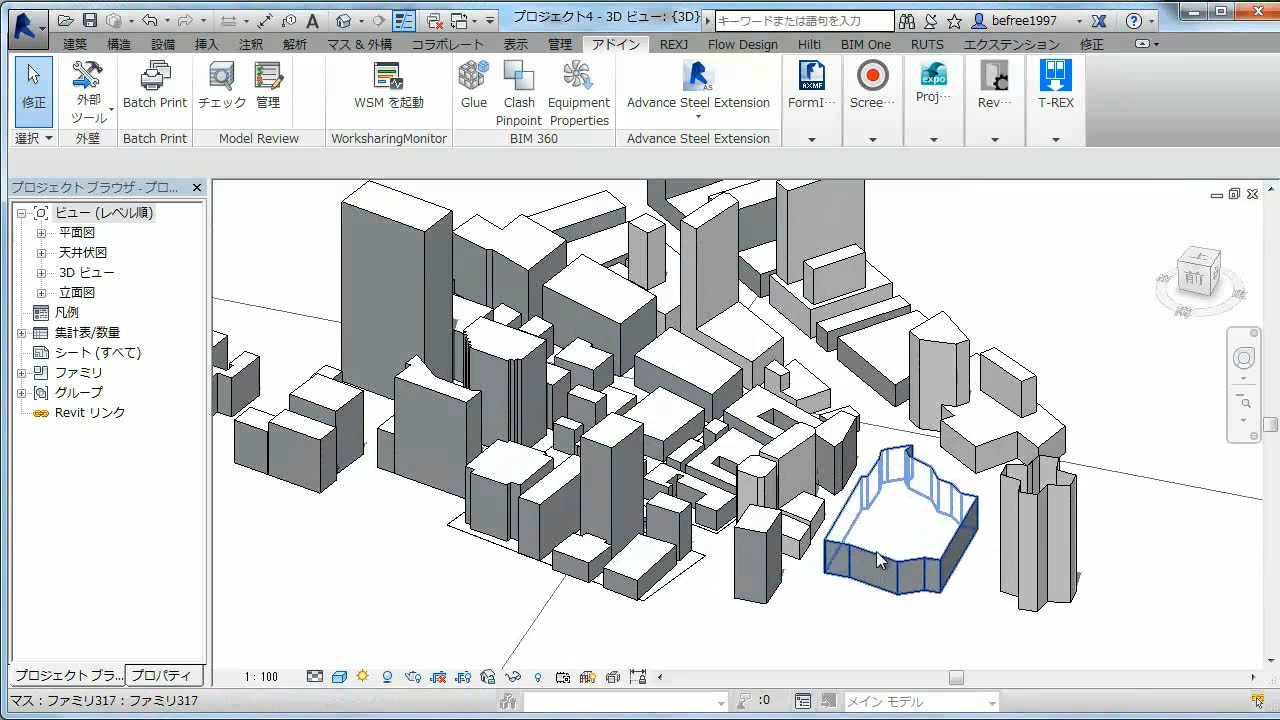 プロジェクト4 - 3D ビュー: {3D}
キーワードまたは語句を入力
befree1997
建築 構造 設備 挿入 注釈 解析 マス & 外構 コラボレート 表示 管理 アドイン REXJ Flow Design Hilti BIM One RUTS エクステンション 修正
修正
外部
ツール
Batch Print
チェック
管理
WSM を起動
Glue
Clash
Pinpoint
Equipment
Properties
Advance Steel Extension
FormI…
Scree…
Proj…
Rev…
T-REX
選択
外壁
Batch Print
Model Review
WorksharingMonitor
BIM 360
Advance Steel Extension
プロジェクト ブラウザ - プロ...
ビュー (レベル順)
平面図
天井伏図
3D ビュー
立面図
凡例
集計表/数量
シート (すべて)
ファミリ
グループ
Revit リンク
上
前
プロジェクト ブラ...
プロパティ
1 : 100
マス : ファミリ317 : ファミリ317
:0
メイン モデル